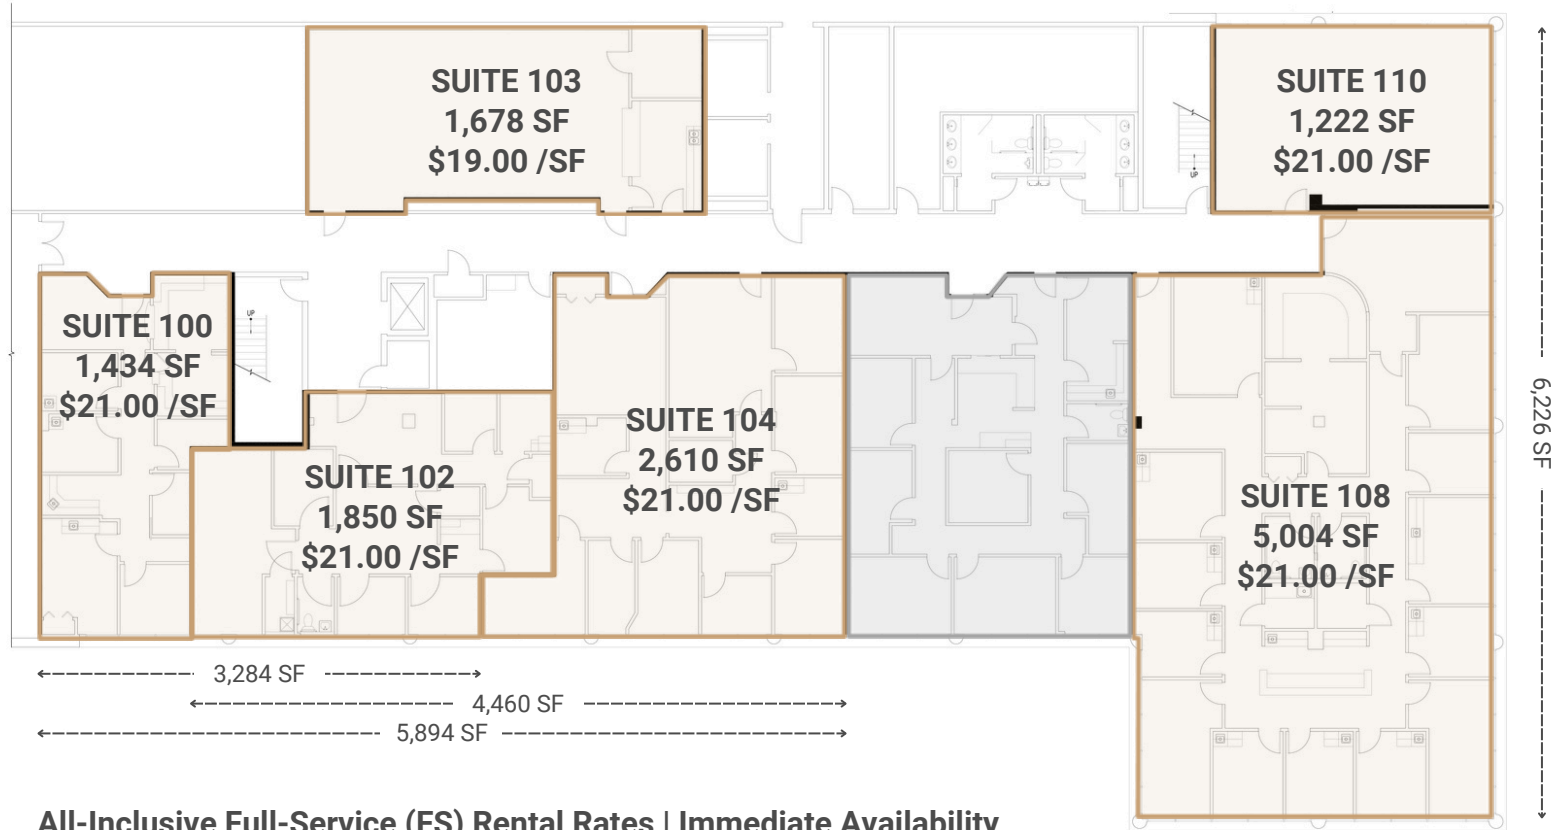 SUITE 103
1,678 SF
$19.00 /SF
SUITE 110
1,222 SF
$21.00 /SF
UP
UP
SUITE 100
1,434 SF
$21.00 /SF
SUITE 102
1,850 SF
$21.00 /SF
SUITE 104
2,610 SF
$21.00 /SF
SUITE 108
5,004 SF
$21.00 /SF
6,226 SF
3,284 SF
4,460 SF
5,894 SF
All-Inclusive Full-Service (FS) Rental Rates | Immediate Availability